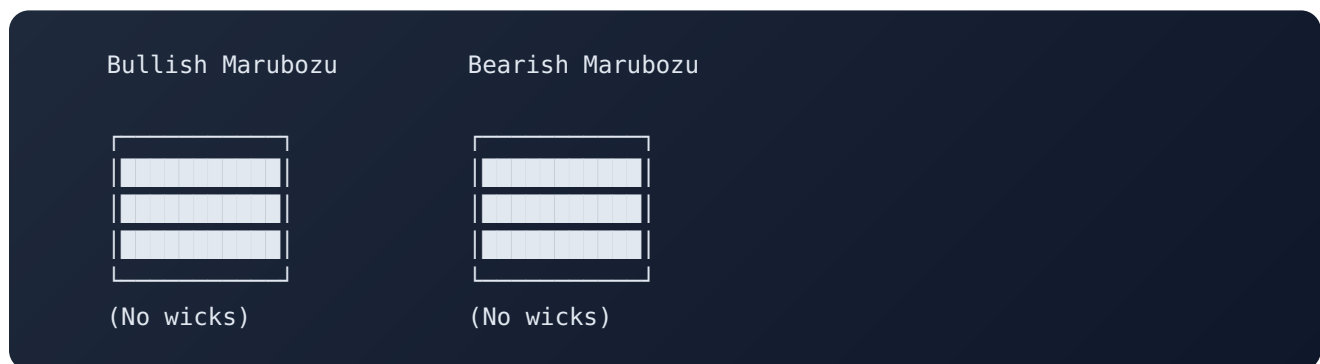 Bullish Marubozu         Bearish Marubozu

┌───────────┐            ┌───────────┐
│███████████│            │███████████│
│███████████│            │███████████│
│███████████│            │███████████│
└───────────┘            └───────────┘
(No wicks)               (No wicks)